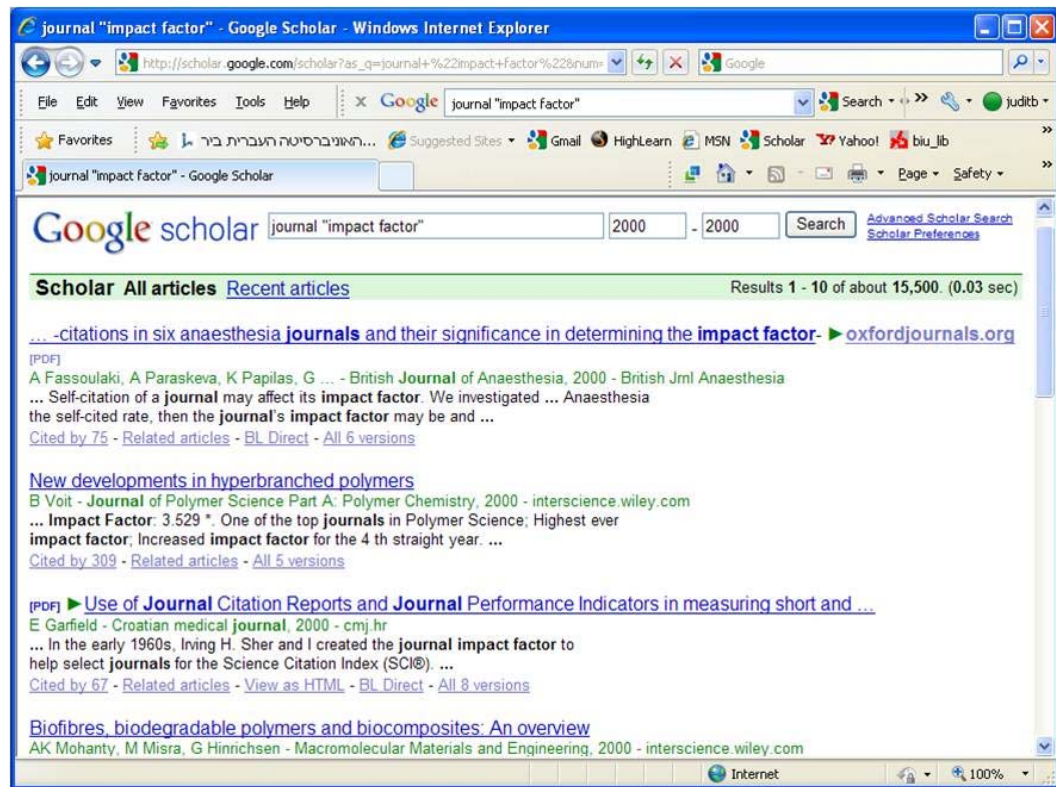 journal "impact factor" - Google Scholar - Windows Internet Explorer
http://scholar.google.com/scholar?as_q=journal+%22impact+factor%22&num= Google
File Edit View Favorites Tools Help x Google journal "impact factor" Search » juditb
Favorites האוניברסיטה העברית ביר... Suggested Sites Gmail HighLearn MSN Scholar Yahoo! biu_lib »
journal "impact factor" - Google Scholar Page Safety »
Google scholar journal "impact factor" 2000 - 2000 Search Advanced Scholar Search
Scholar Preferences
Scholar All articles Recent articles Results 1 - 10 of about 15,500. (0.03 sec)
... -citations in six anaesthesia journals and their significance in determining the impact factor- ►oxfordjournals.org
[PDF]
A Fassoulaki, A Paraskeva, K Papilas, G ... - British Journal of Anaesthesia, 2000 - British Jrnl Anaesthesia
... Self-citation of a journal may affect its impact factor. We investigated ... Anaesthesia
the self-cited rate, then the journal's impact factor may be and ...
Cited by 75 - Related articles - BL Direct - All 6 versions
New developments in hyperbranched polymers
B Voit - Journal of Polymer Science Part A: Polymer Chemistry, 2000 - interscience.wiley.com
... Impact Factor: 3.529 *. One of the top journals in Polymer Science; Highest ever
impact factor; Increased impact factor for the 4 th straight year. ...
Cited by 309 - Related articles - All 5 versions
[PDF] ►Use of Journal Citation Reports and Journal Performance Indicators in measuring short and ...
E Garfield - Croatian medical journal, 2000 - cmj.hr
... In the early 1960s, Irving H. Sher and I created the journal impact factor to
help select journals for the Science Citation Index (SCI®). ...
Cited by 67 - Related articles - View as HTML - BL Direct - All 8 versions
Biofibres, biodegradable polymers and biocomposites: An overview
AK Mohanty, M Misra, G Hinrichsen - Macromolecular Materials and Engineering, 2000 - interscience.wiley.com
Internet 100%